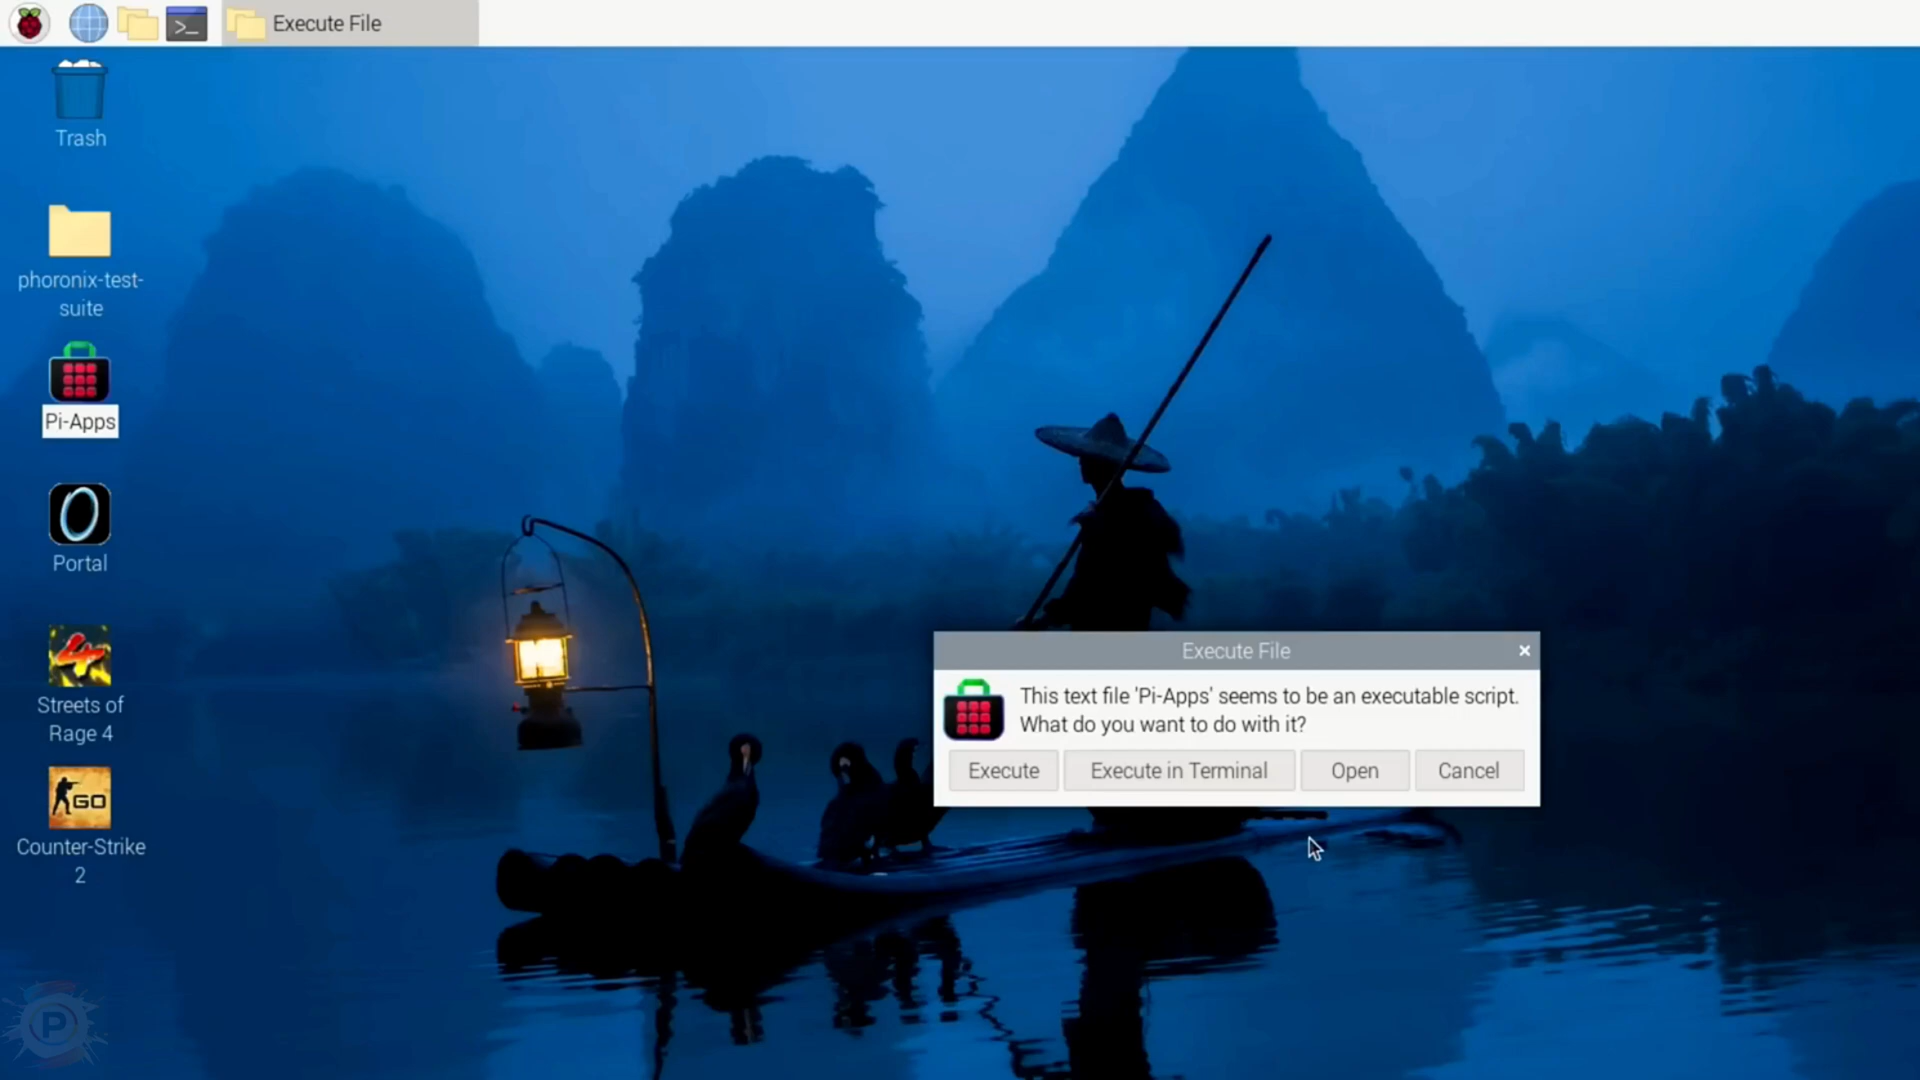 Execute File
Trash
phoronix-test-
suite
Pi-Apps
Portal
Streets of
Rage 4
GO
Counter-Strike
2
Execute File
This text file 'Pi-Apps' seems to be an executable script.
What do you want to do with it?
Execute
Execute in Terminal
Open
Cancel
P